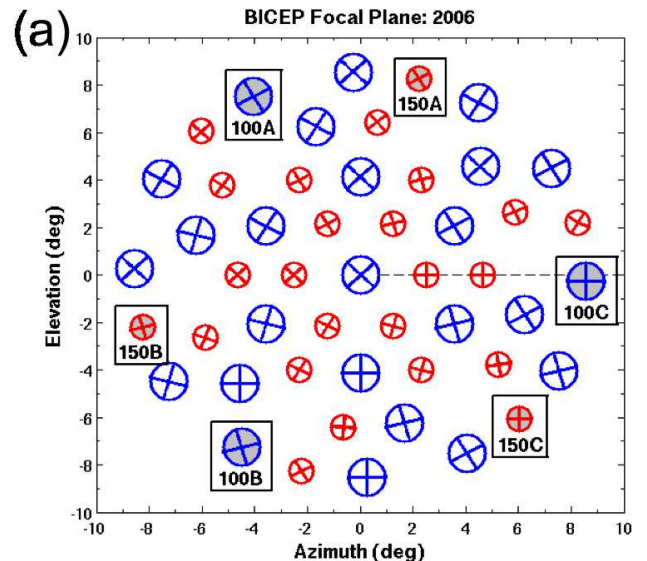 (a)
BICEP Focal Plane: 2006
10
8
6
4
2
0
-2
-4
-6
-8
-10
Elevation (deg)
100A
150A
100C
150B
150C
100B
-10 -8 -6 -4 -2 0 2 4 6 8 10
Azimuth (deg)